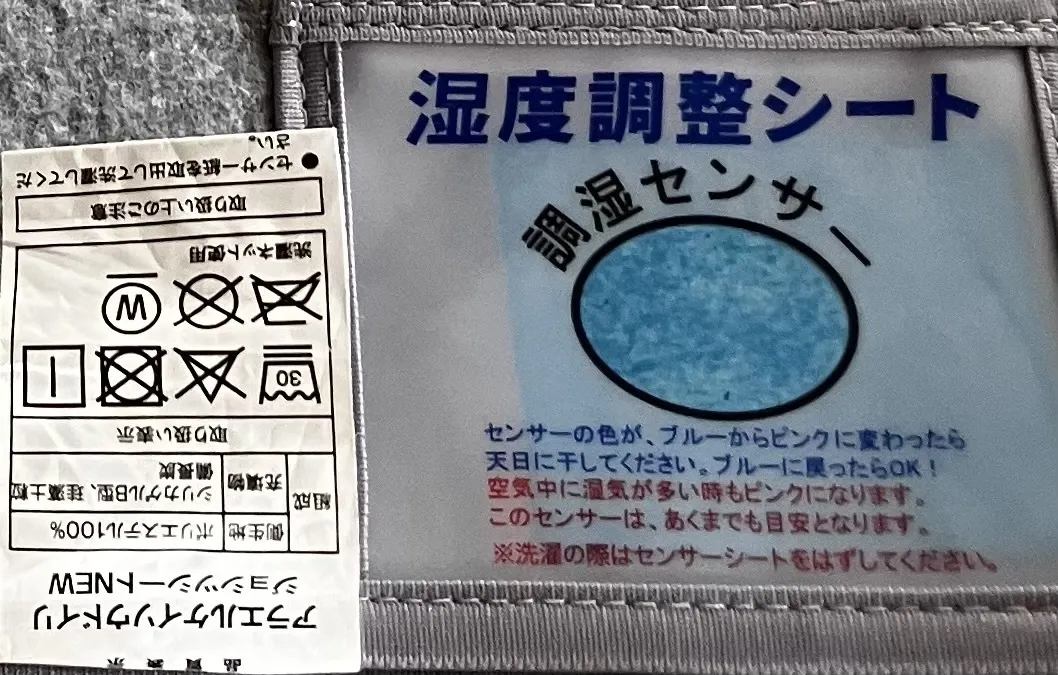 湿度調整シート
調湿センサー
センサーの色が、ブルーからピンクに変わったら
天日に干してください。ブルーに戻ったらOK！
空気中に湿気が多い時もピンクになります。
このセンサーは、あくまでも目安となります。
※洗濯の際はセンサーシートをはずしてください。
品質表示
アラエルケイソウドイリ
ジョシツシートNEW
組成
側生地 ポリエステル100%
充填物 シリカゲルB型、珪藻土粒
備長炭
取り扱い表示
30
W
洗濯ネット使用
取り扱い上のご注意
●センサー紙を取出して洗濯してくだ
さい。